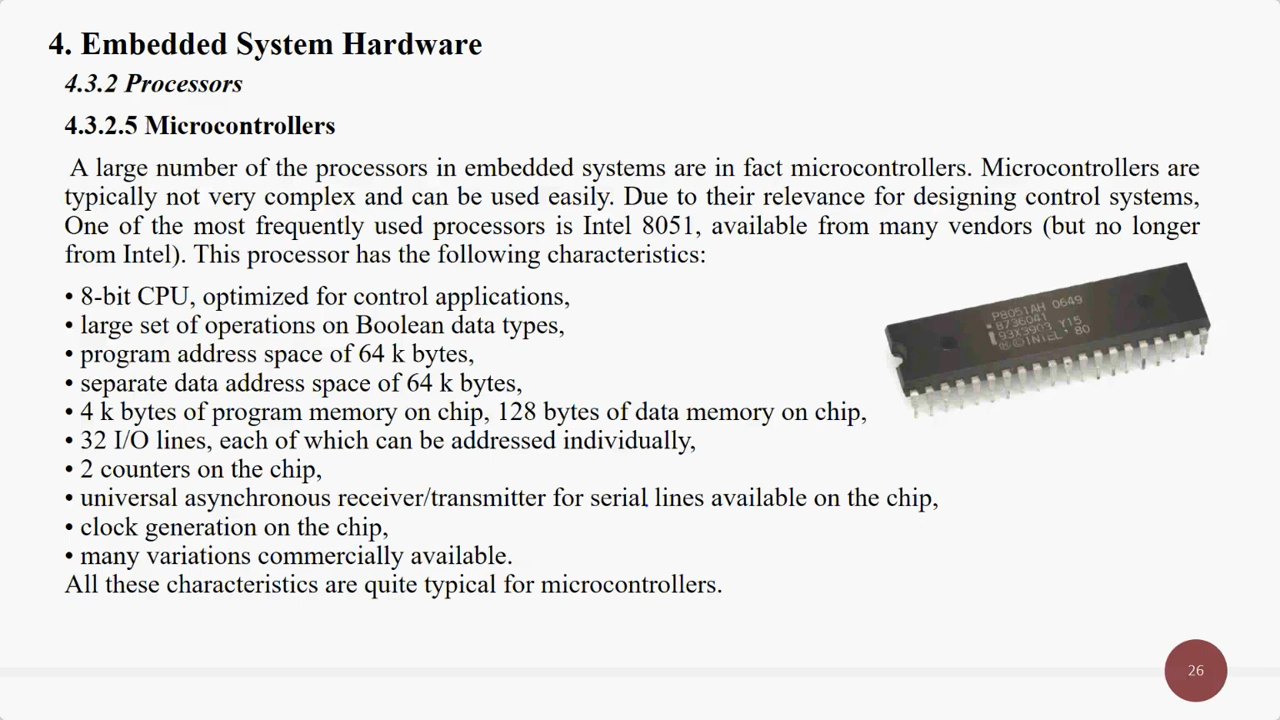 4. Embedded System Hardware
4.3.2 Processors
4.3.2.5 Microcontrollers
A large number of the processors in embedded systems are in fact microcontrollers. Microcontrollers are
typically not very complex and can be used easily. Due to their relevance for designing control systems,
One of the most frequently used processors is Intel 8051, available from many vendors (but no longer
from Intel). This processor has the following characteristics:
• 8-bit CPU, optimized for control applications,
• large set of operations on Boolean data types,
• program address space of 64 k bytes,
• separate data address space of 64 k bytes,
• 4 k bytes of program memory on chip, 128 bytes of data memory on chip,
• 32 I/O lines, each of which can be addressed individually,
• 2 counters on the chip,
• universal asynchronous receiver/transmitter for serial lines available on the chip,
• clock generation on the chip,
• many variations commercially available.
All these characteristics are quite typical for microcontrollers.
P8051AH 0649
i
8736041
93X3903 Y15
®©INTEL '80
26